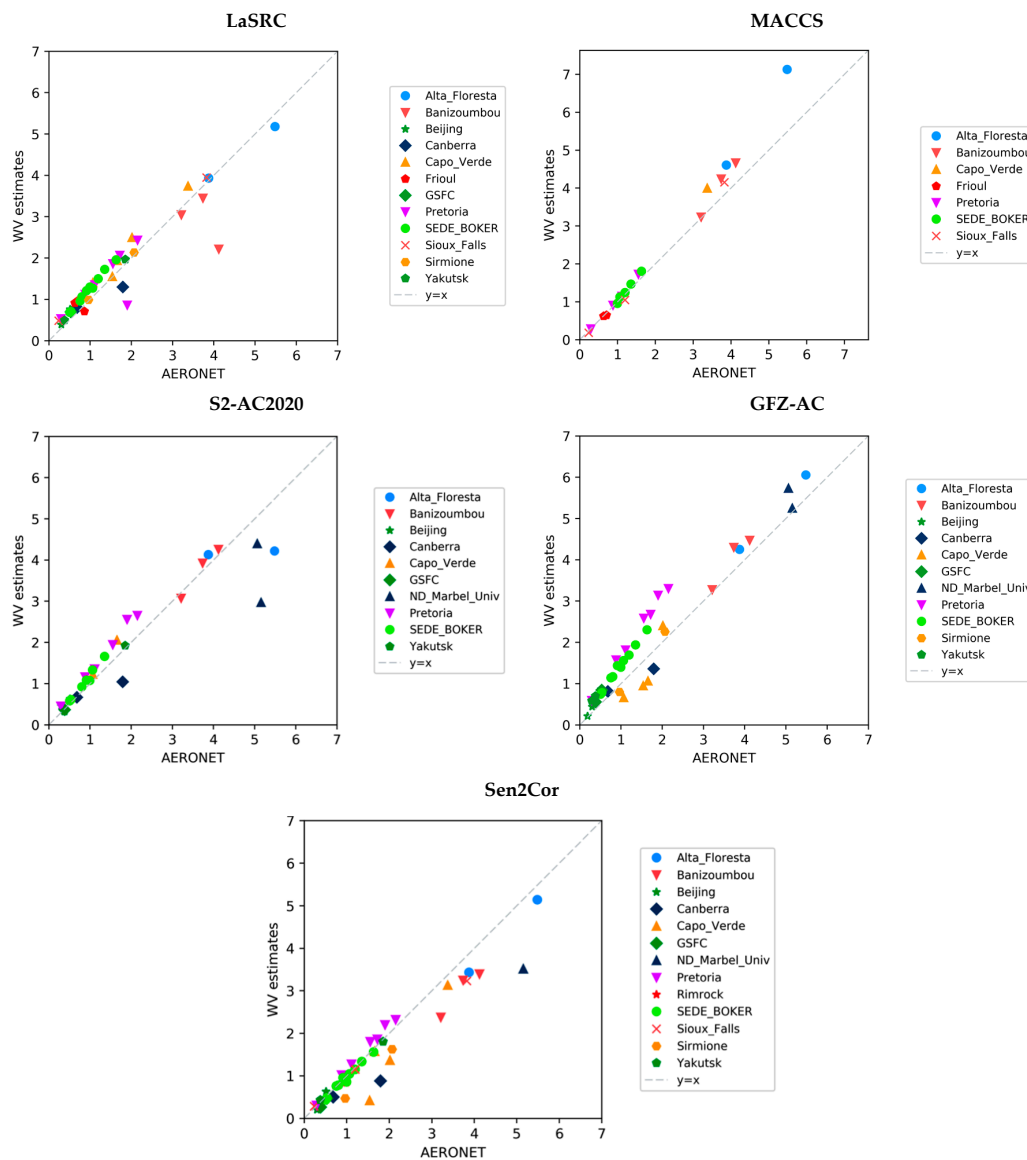 LaSRC
7
6
5
4
3
2
1
0
WV estimates
0 1 2 3 4 5 6 7
AERONET
Alta_Floresta
Banizoumbou
Beijing
Canberra
Capo_Verde
Frioul
GSFC
Pretoria
SEDE_BOKER
Sioux_Falls
Sirmione
Yakutsk
y=x
MACCS
7
6
5
4
3
2
1
0
WV estimates
0 1 2 3 4 5 6 7
AERONET
Alta_Floresta
Banizoumbou
Capo_Verde
Frioul
Pretoria
SEDE_BOKER
Sioux_Falls
y=x
S2-AC2020
7
6
5
4
3
2
1
0
WV estimates
0 1 2 3 4 5 6 7
AERONET
Alta_Floresta
Banizoumbou
Beijing
Canberra
Capo_Verde
GSFC
ND_Marbel_Univ
Pretoria
SEDE_BOKER
Yakutsk
y=x
GFZ-AC
7
6
5
4
3
2
1
0
WV estimates
0 1 2 3 4 5 6 7
AERONET
Alta_Floresta
Banizoumbou
Beijing
Canberra
Capo_Verde
GSFC
ND_Marbel_Univ
Pretoria
SEDE_BOKER
Sirmione
Yakutsk
y=x
Sen2Cor
7
6
5
4
3
2
1
0
WV estimates
0 1 2 3 4 5 6 7
AERONET
Alta_Floresta
Banizoumbou
Beijing
Canberra
Capo_Verde
GSFC
ND_Marbel_Univ
Pretoria
Rimrock
SEDE_BOKER
Sioux_Falls
Sirmione
Yakutsk
y=x